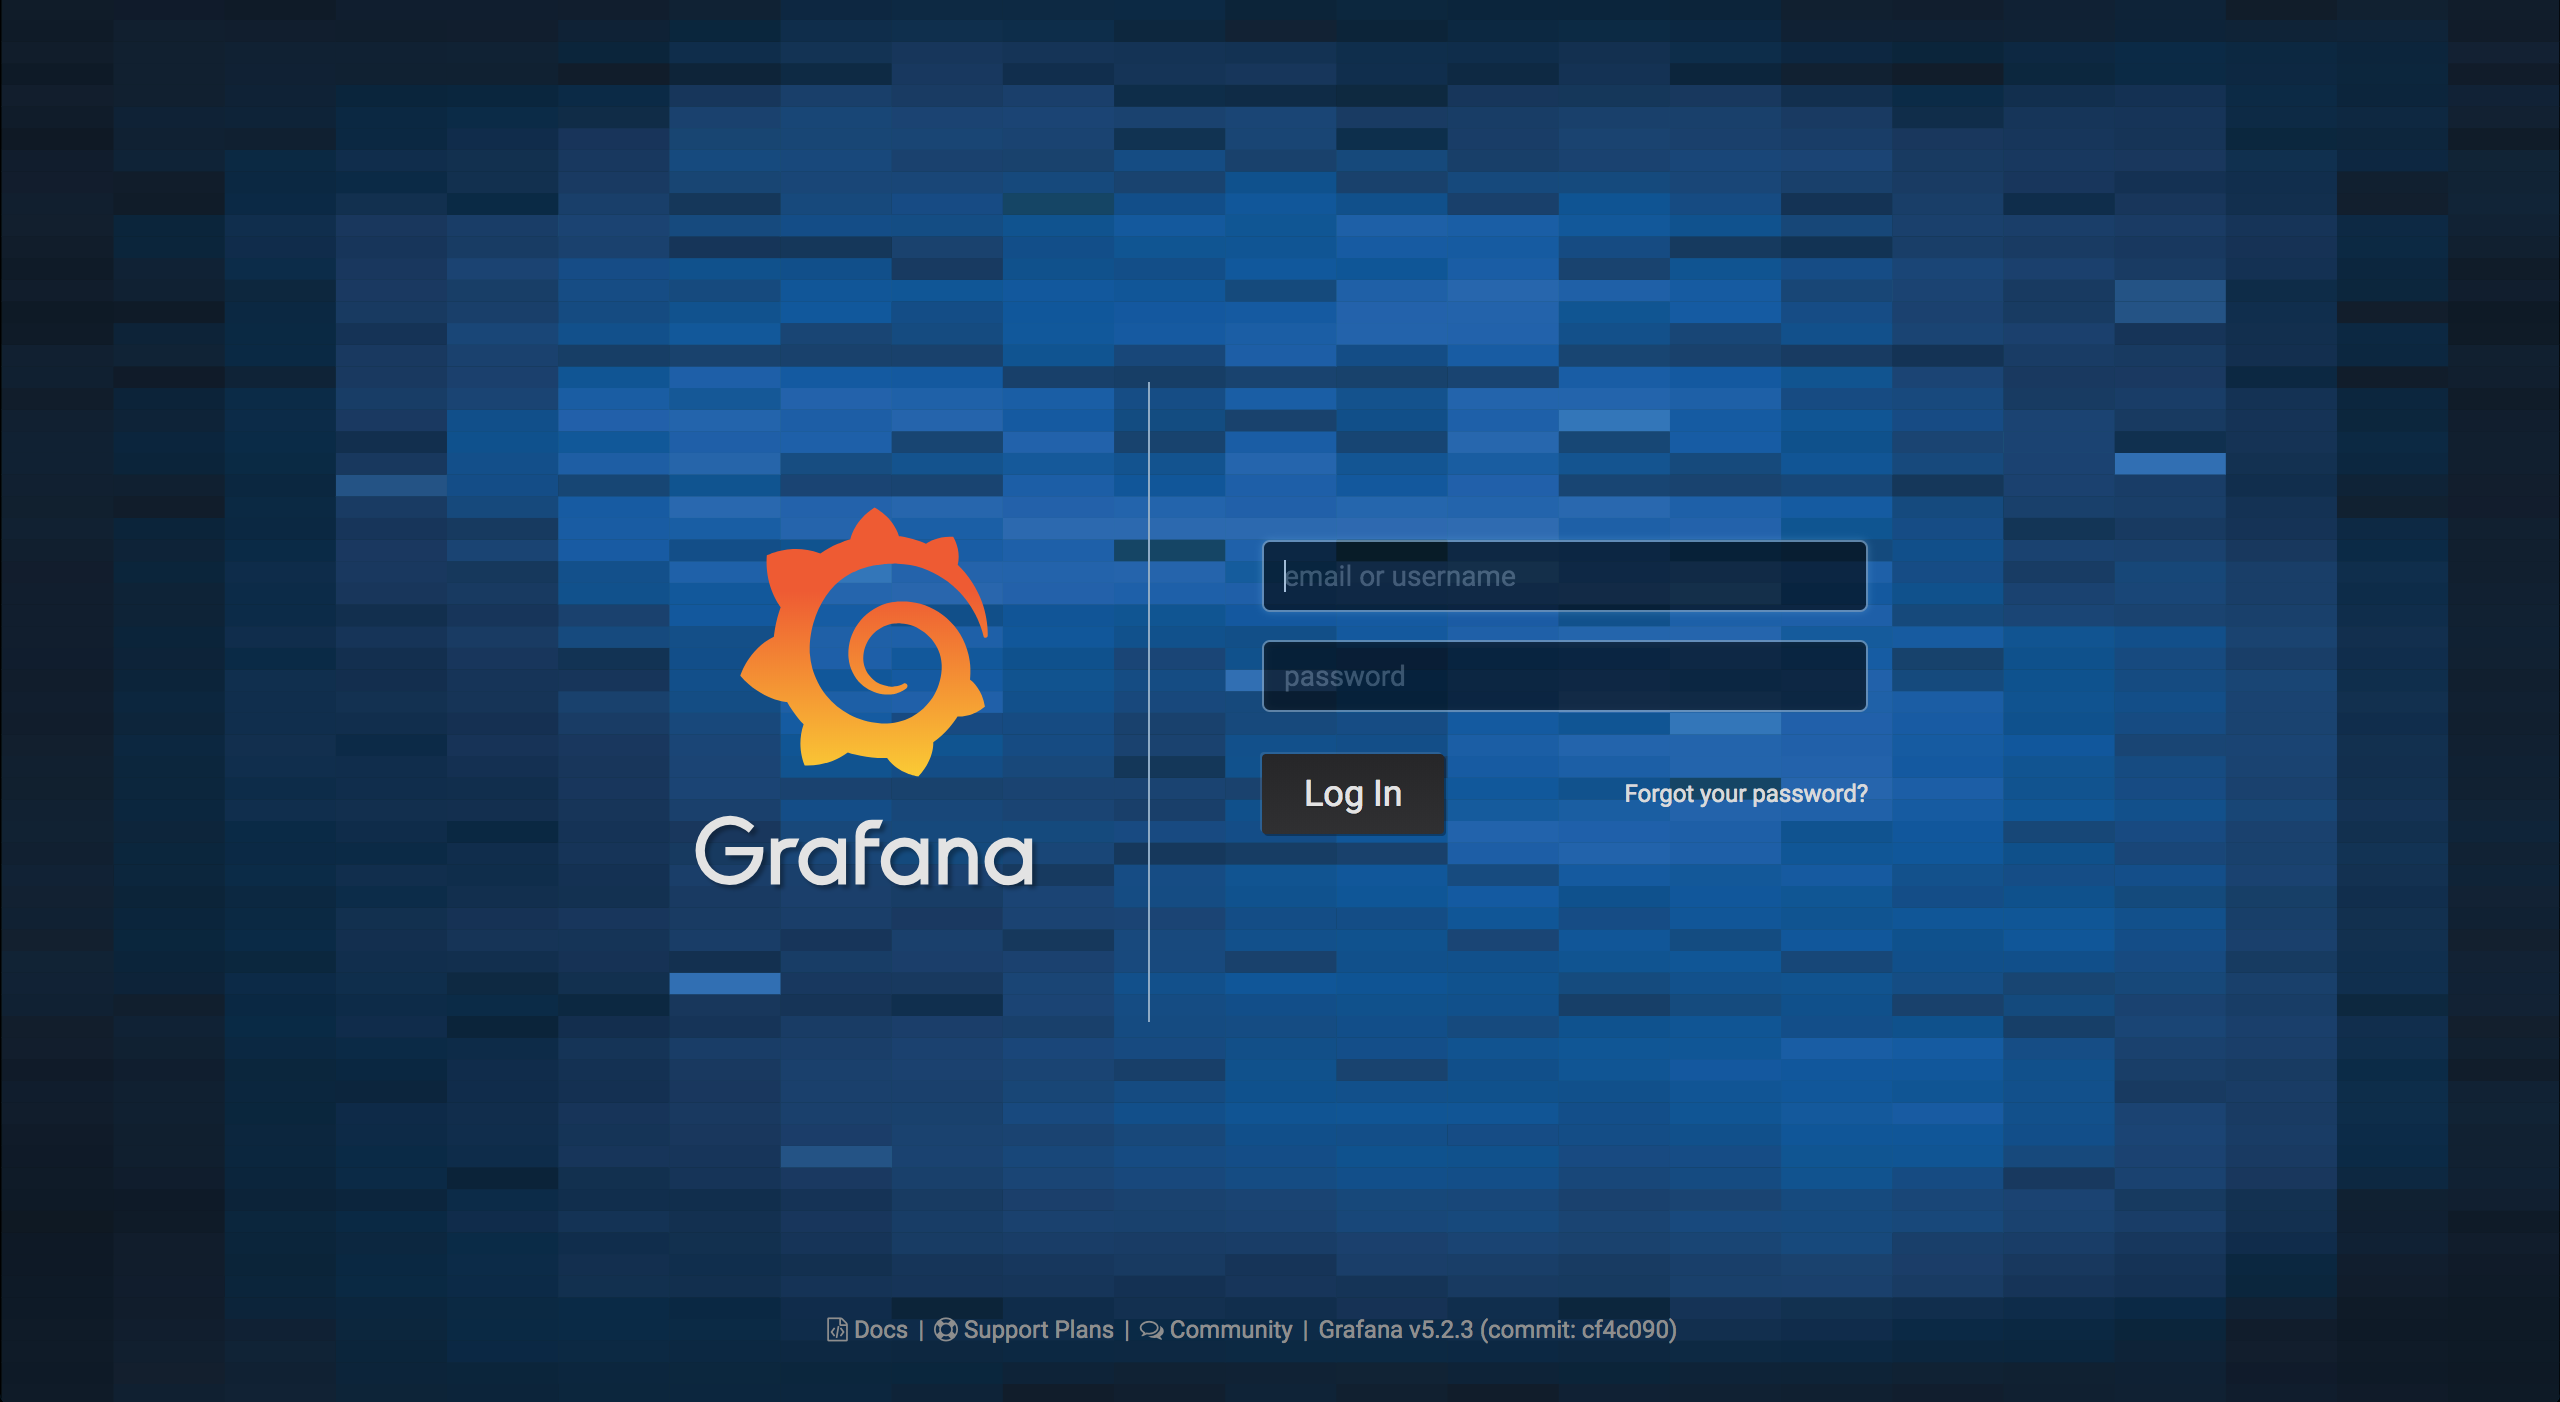 Grafana
email or username
password
Log In
Forgot your password?
Docs | Support Plans | Community | Grafana v5.2.3 (commit: cf4c090)